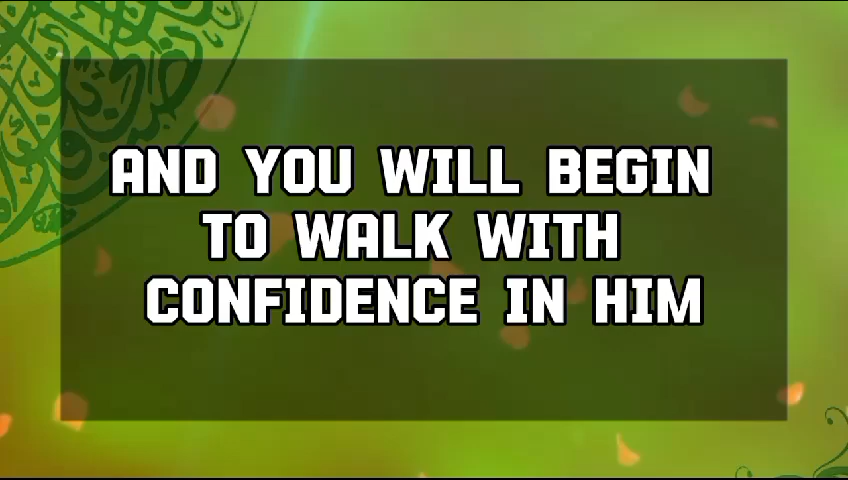 AND YOU WILL BEGIN
TO WALK WITH
CONFIDENCE IN HIM